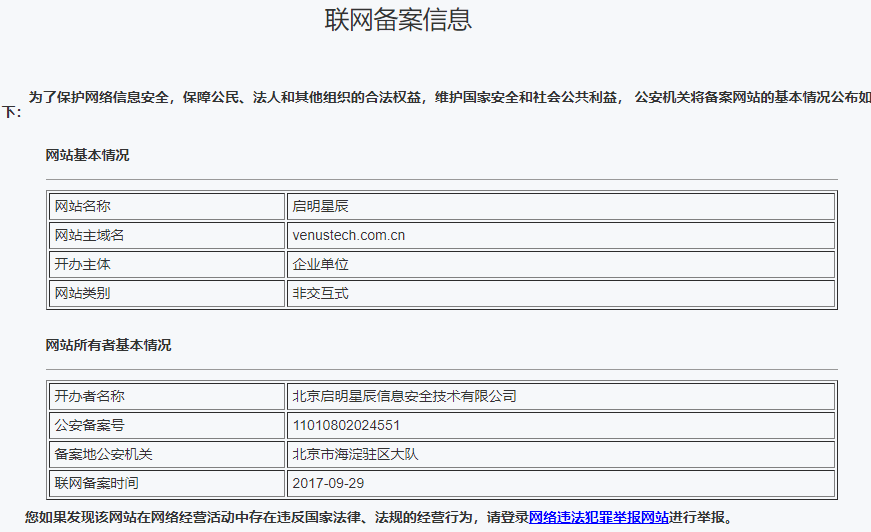 联网备案信息
为了保护网络信息安全，保障公民、法人和其他组织的合法权益，维护国家安全和社会公共利益， 公安机关将备案网站的基本情况公布如
下：
网站基本情况
网站名称 启明星辰
网站主域名 venustech.com.cn
开办主体 企业单位
网站类别 非交互式
网站所有者基本情况
开办者名称 北京启明星辰信息安全技术有限公司
公安备案号 11010802024551
备案地公安机关 北京市海淀驻区大队
联网备案时间 2017-09-29
您如果发现该网站在网络经营活动中存在违反国家法律、法规的经营行为，请登录网络违法犯罪举报网站进行举报。